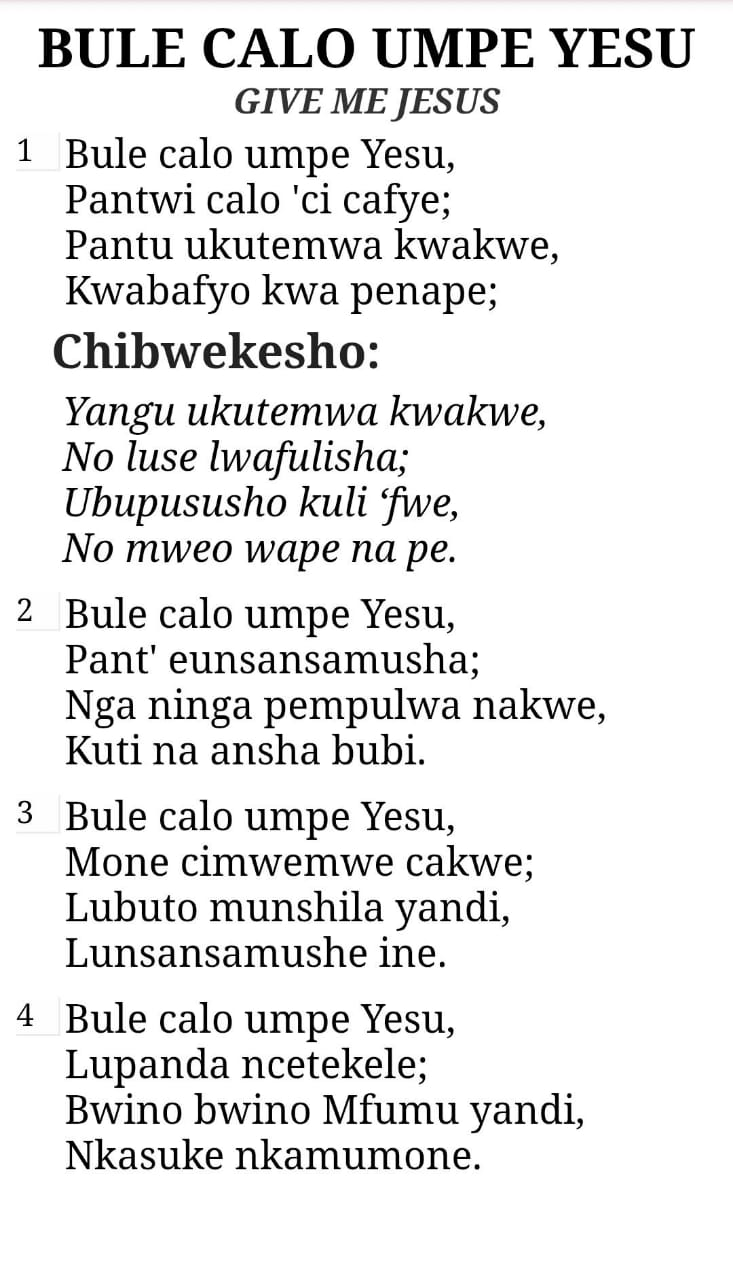 BULE CALO UMPE YESU
GIVE ME JESUS
1 Bule calo umpe Yesu,
Pantwi calo 'ci cafye;
Pantu ukutemwa kwakwe,
Kwabafyo kwa penape;
Chibwekesho:
Yangu ukutemwa kwakwe,
No luse lwafulisha;
Ubupususho kuli ‘fwe,
No mweo wape na pe.
2 Bule calo umpe Yesu,
Pant' eunsansamusha;
Nga ninga pempulwa nakwe,
Kuti na ansha bubi.
3 Bule calo umpe Yesu,
Mone cimwemwe cakwe;
Lubuto munshila yandi,
Lunsansamushe ine.
4 Bule calo umpe Yesu,
Lupanda ncetekele;
Bwino bwino Mfumu yandi,
Nkasuke nkamumone.